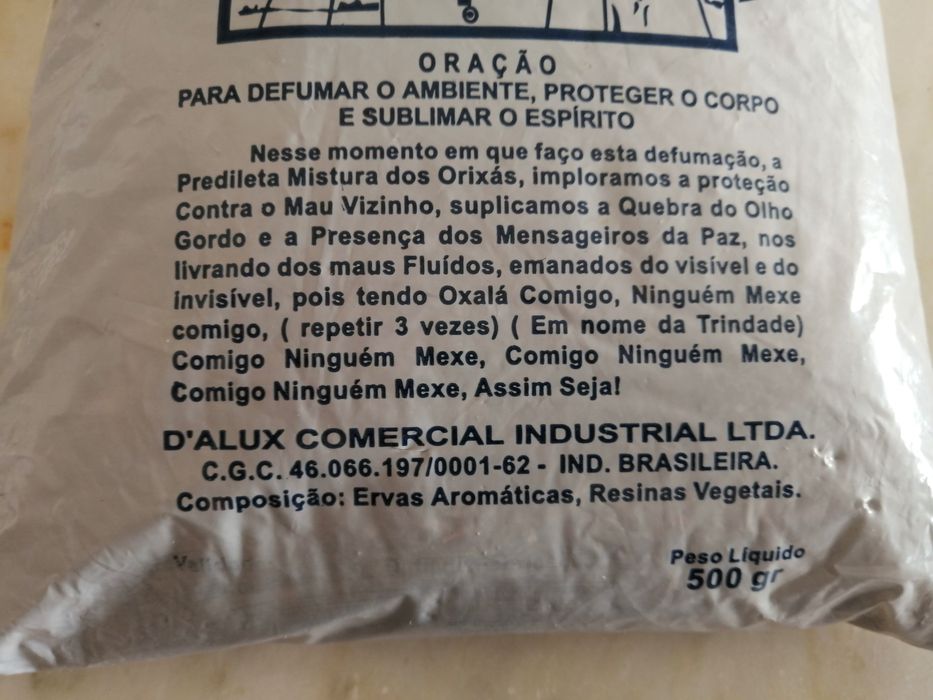 ORAÇÃO
PARA DEFUMAR O AMBIENTE, PROTEGER O CORPO
E SUBLIMAR O ESPÍRITO
Nesse momento em que faço esta defumação, a
Predileta Mistura dos Orixás, imploramos a proteção
Contra o Mau Vizinho, suplicamos a Quebra do Olho
Gordo e a Presença dos Mensageiros da Paz, nos
livrando dos maus Fluídos, emanados do visível e do
invisível, pois tendo Oxalá Comigo, Ninguém Mexe
comigo, ( repetir 3 vezes) ( Em nome da Trindade)
Comigo Ninguém Mexe, Comigo Ninguém Mexe,
Comigo Ninguém Mexe, Assim Seja!
D'ALUX COMERCIAL INDUSTRIAL LTDA.
C.G.C. 46.066.197/0001-62 - IND. BRASILEIRA.
Composição: Ervas Aromáticas, Resinas Vegetais.
Peso Líquido
500 gr